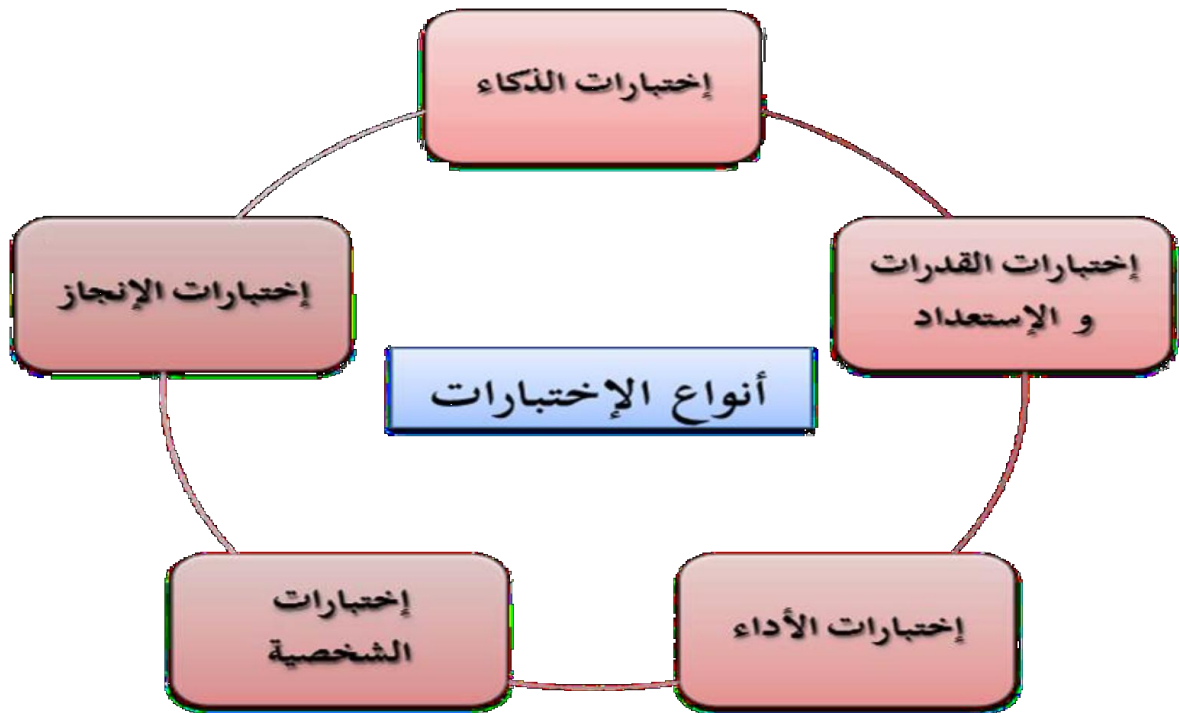 إختبارات الذكاء
إختبارات القدرات
و الإستعداد
إختبارات الإنجاز
أنواع الإختبارات
إختبارات الأداء
إختبارات
الشخصية